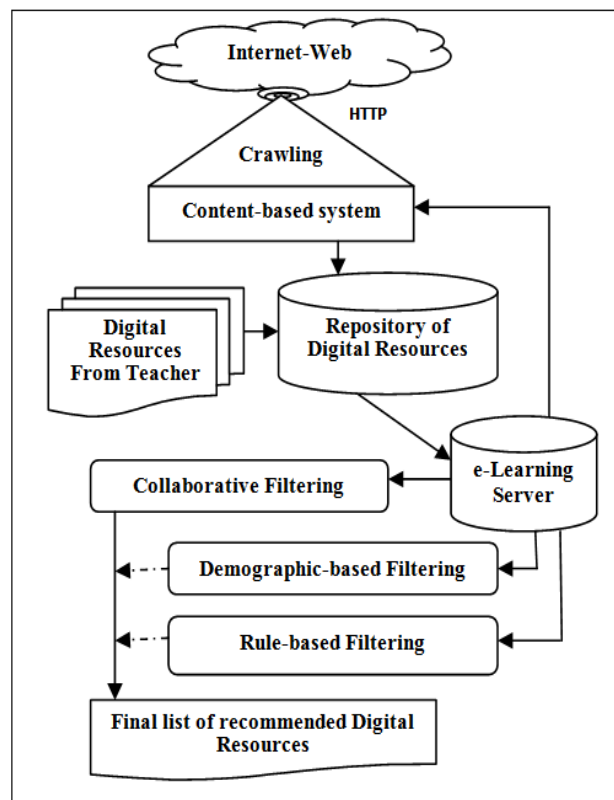 Internet-Web
HTTP
Crawling
Content-based system
Digital
Resources
From Teacher
Repository of
Digital Resources
e-Learning
Server
Collaborative Filtering
Demographic-based Filtering
Rule-based Filtering
Final list of recommended Digital
Resources